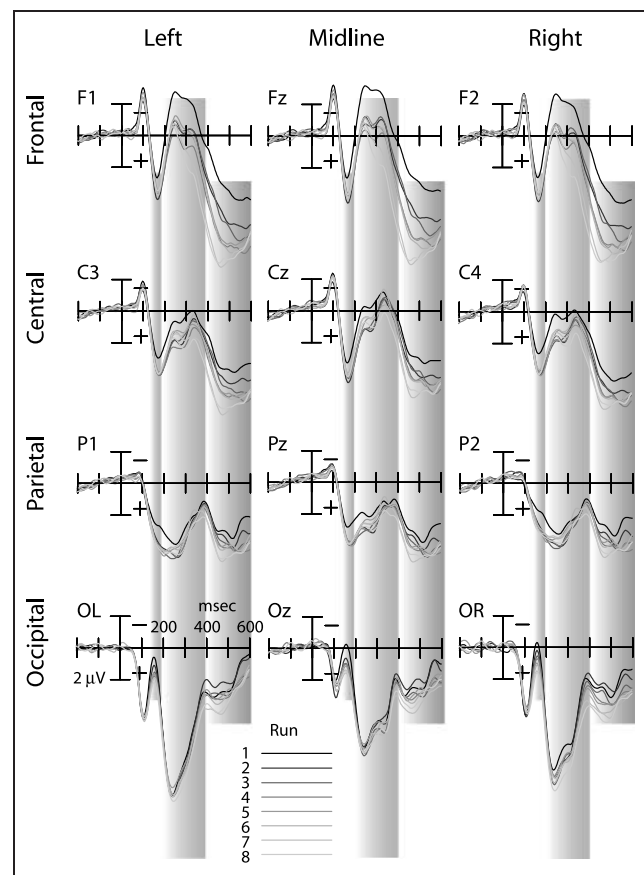 Left Midline Right
Frontal
F1 Fz F2
− − −
+ + +
Central
C3 Cz C4
− − −
+ + +
Parietal
P1 Pz P2
− − −
+ + +
Occipital
OL Oz OR
− − −
+ + +
msec
200 400 600
2 μV
Run
1
2
3
4
5
6
7
8